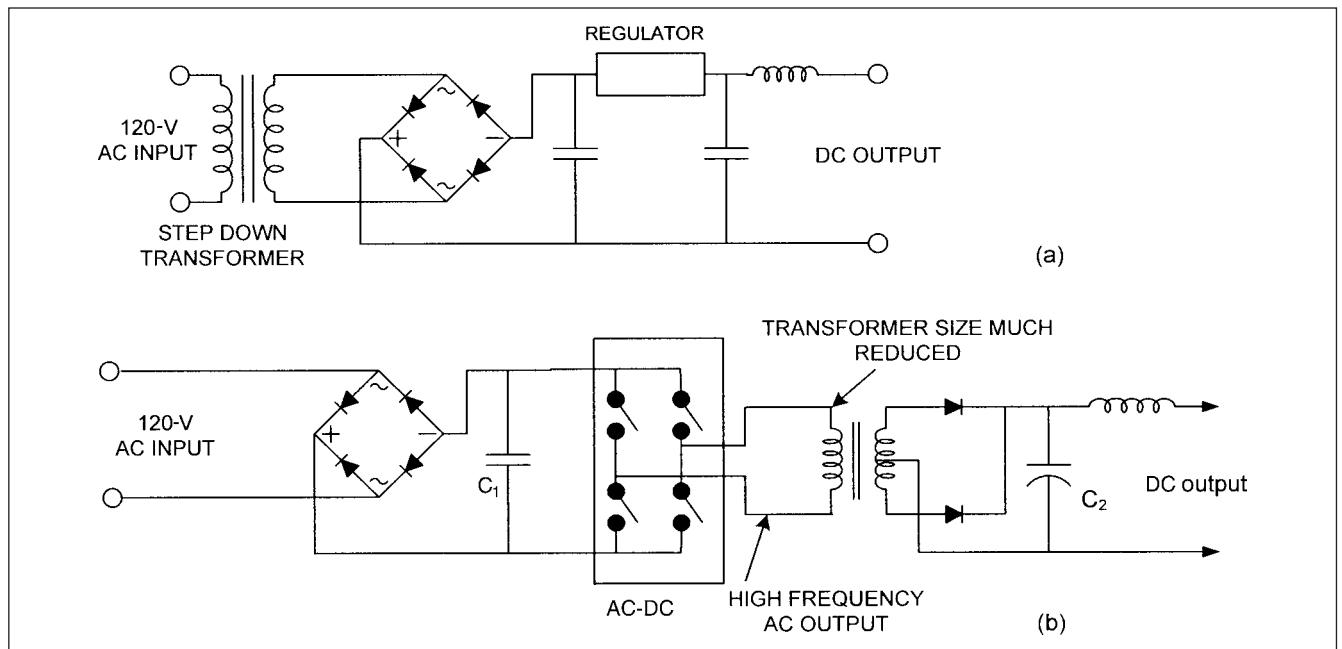 REGULATOR
120-V
AC INPUT
~
+
−
~
DC OUTPUT
STEP DOWN
TRANSFORMER
(a)
TRANSFORMER SIZE MUCH
REDUCED
120-V
AC INPUT
~
+
−
~
C₁
C₂
DC output
AC-DC
HIGH FREQUENCY
AC OUTPUT
(b)